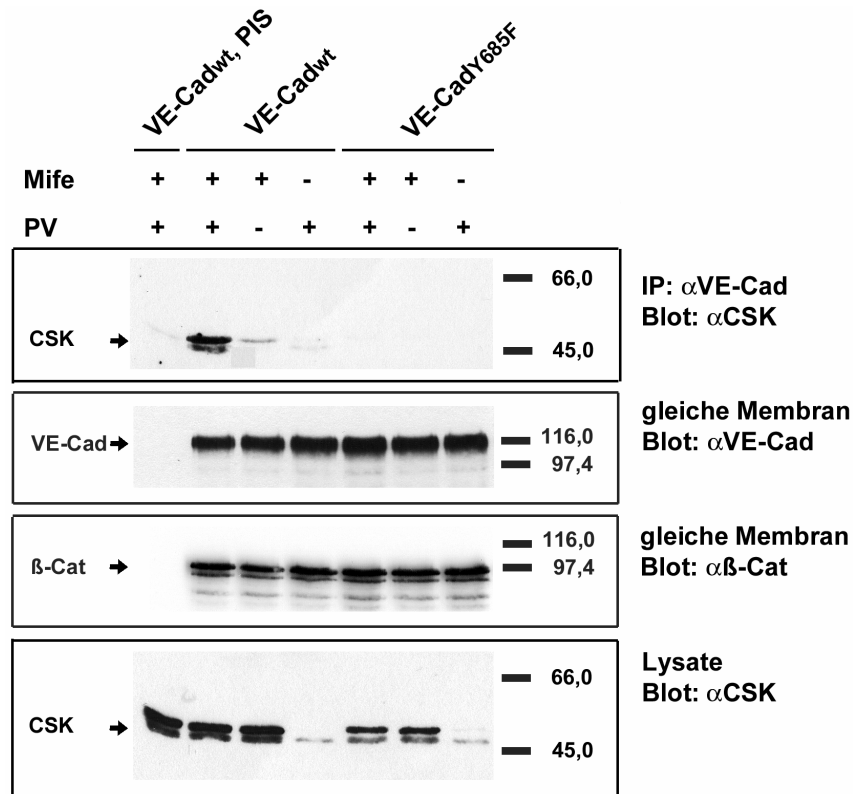 VE-Cadwt, PIS
VE-Cadwt
VE-CadY685F
Mife + + + - + + -
PV + + - + + - +
66,0
CSK
45,0
IP: αVE-Cad
Blot: αCSK
VE-Cad
116,0
97,4
gleiche Membran
Blot: αVE-Cad
ß-Cat
116,0
97,4
gleiche Membran
Blot: αß-Cat
66,0
CSK
45,0
Lysate
Blot: αCSK